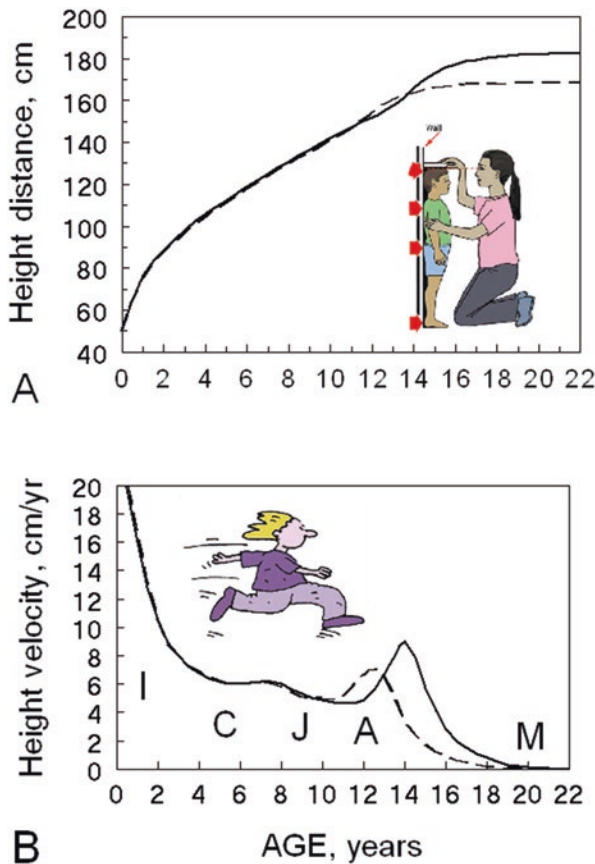 Height distance, cm
200
180
160
140
120
100
80
60
40
0 2 4 6 8 10 12 14 16 18 20 22
Wall
A
Height velocity, cm/yr
20
18
16
14
12
10
8
6
4
2
0
I
C
J
A
M
0 2 4 6 8 10 12 14 16 18 20 22
B
AGE, years